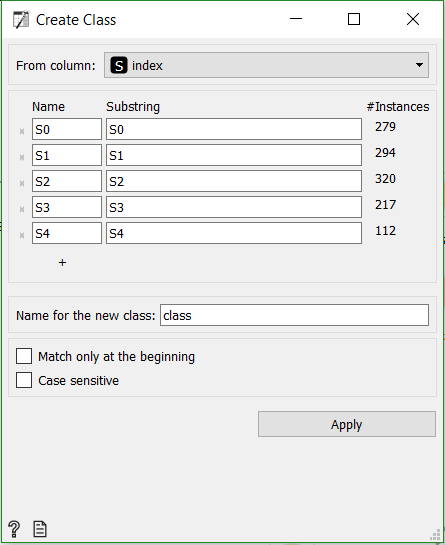 Create Class
From column: S index
Name Substring #Instances
S0 S0 279
S1 S1 294
S2 S2 320
S3 S3 217
S4 S4 112
+
Name for the new class: class
Match only at the beginning
Case sensitive
Apply
?